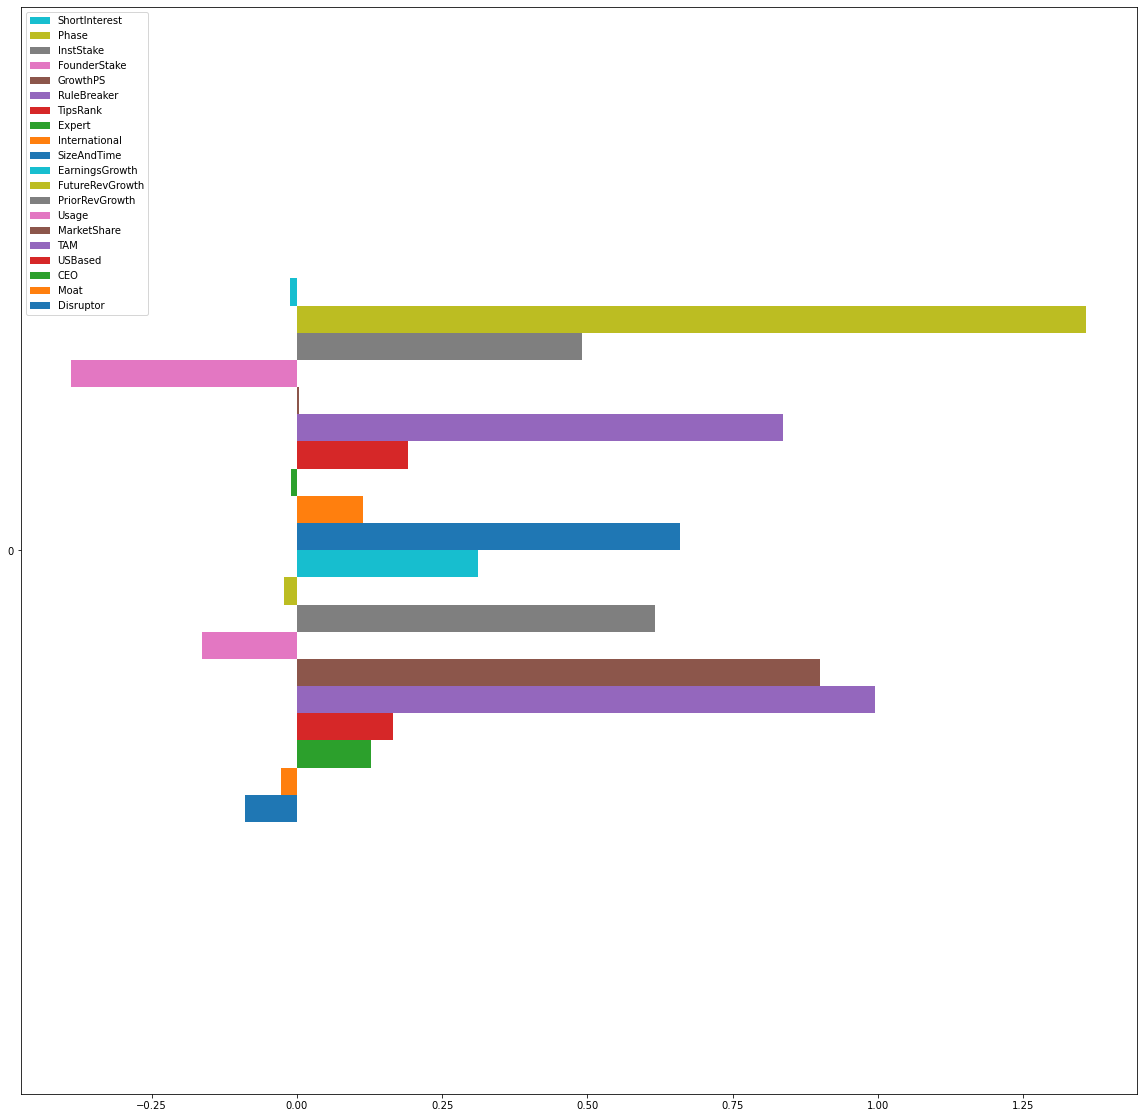 ShortInterest
Phase
InstStake
FounderStake
GrowthPS
RuleBreaker
TipsRank
Expert
International
SizeAndTime
EarningsGrowth
FutureRevGrowth
PriorRevGrowth
Usage
MarketShare
TAM
USBased
CEO
Moat
Disruptor
0
−0.25 0.00 0.25 0.50 0.75 1.00 1.25